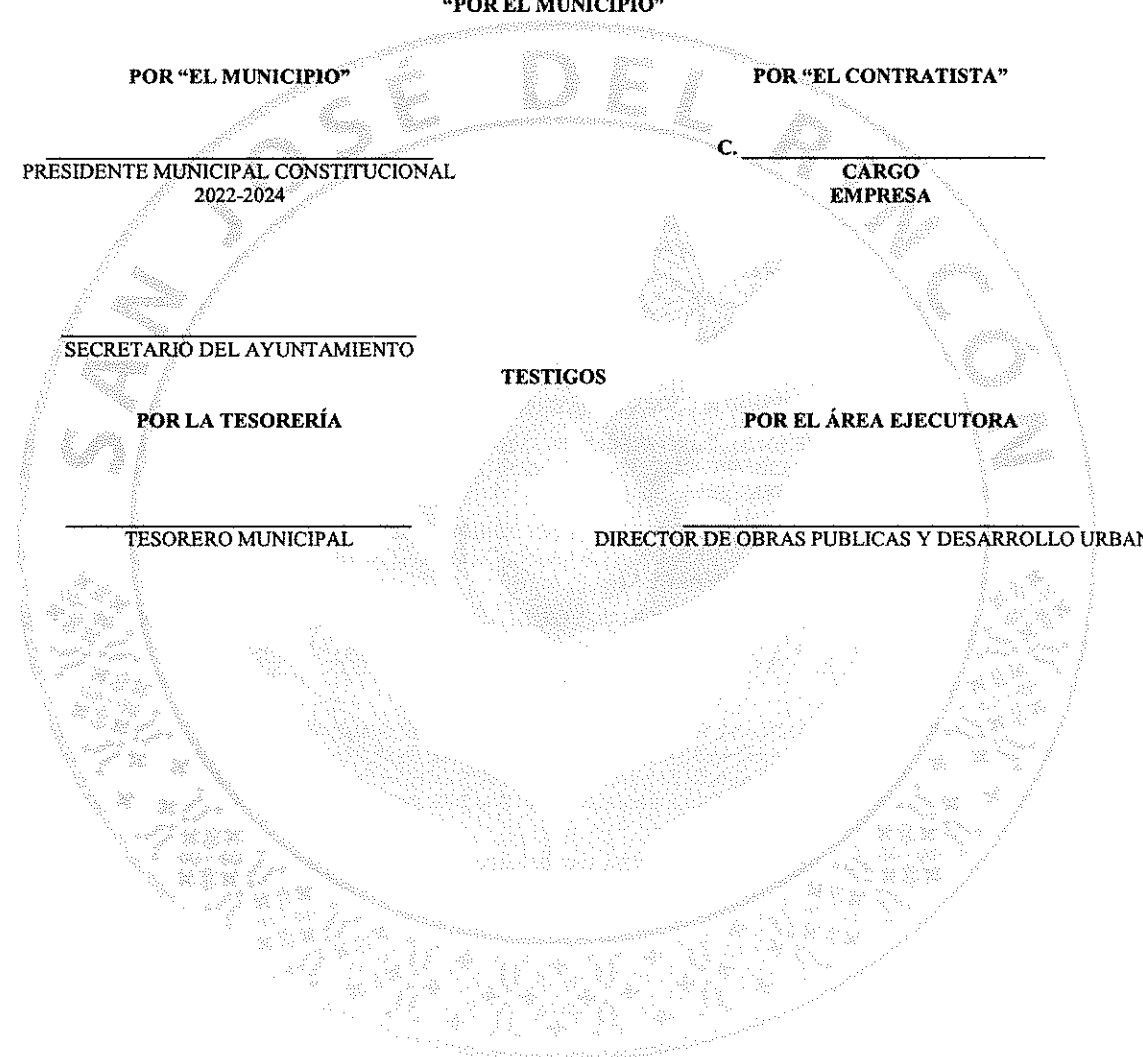 "POR EL MUNICIPIO"
POR "EL MUNICIPIO"
POR "EL CONTRATISTA"
C.
PRESIDENTE MUNICIPAL CONSTITUCIONAL
2022-2024
CARGO
EMPRESA
SECRETARIO DEL AYUNTAMIENTO
TESTIGOS
POR LA TESORERÍA
POR EL ÁREA EJECUTORA
TESORERO MUNICIPAL
DIRECTOR DE OBRAS PUBLICAS Y DESARROLLO URBAN
SAN JOSÉ DEL RINCÓN